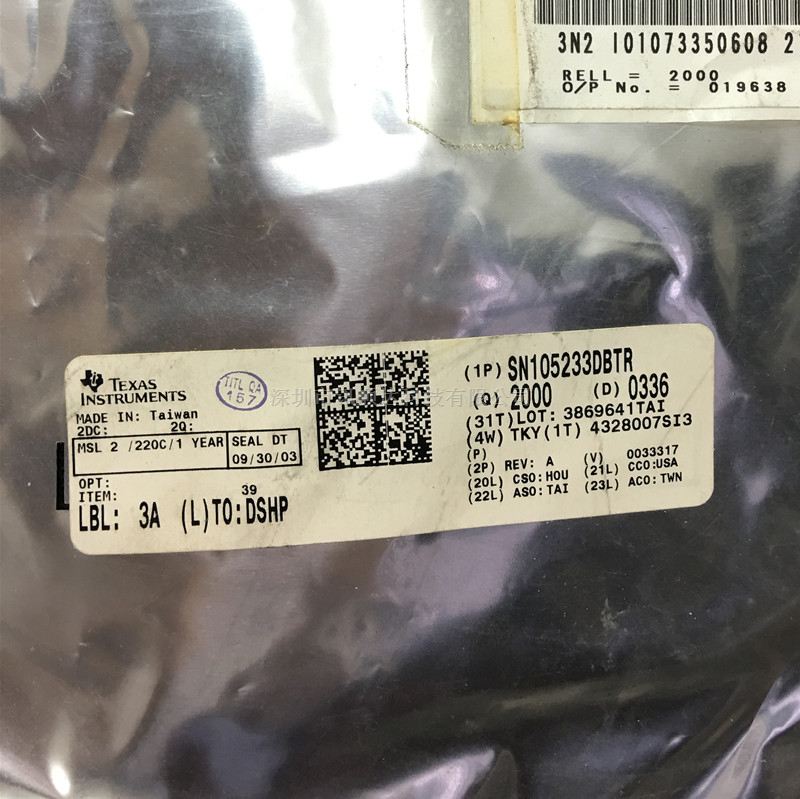 3N2 I01073350608 2
RELL = 2000
O/P No. = 019638
TEXAS
INSTRUMENTS
TITL QA
157
MADE IN: Taiwan
2DC: 2Q:
MSL 2 /220C/1 YEAR
SEAL DT
09/30/03
OPT:
ITEM: 39
LBL: 3A (L)TO:DSHP
(1P) SN105233DBTR
(Q) 2000 (D) 0336
(31T)LOT: 3869641TAI
(4W) TKY(1T) 4328007SI3
(P)
(2P) REV: A (V) 0033317
(20L) CSO:HOU (21L) CCO:USA
(22L) ASO:TAI (23L) ACO:TWN